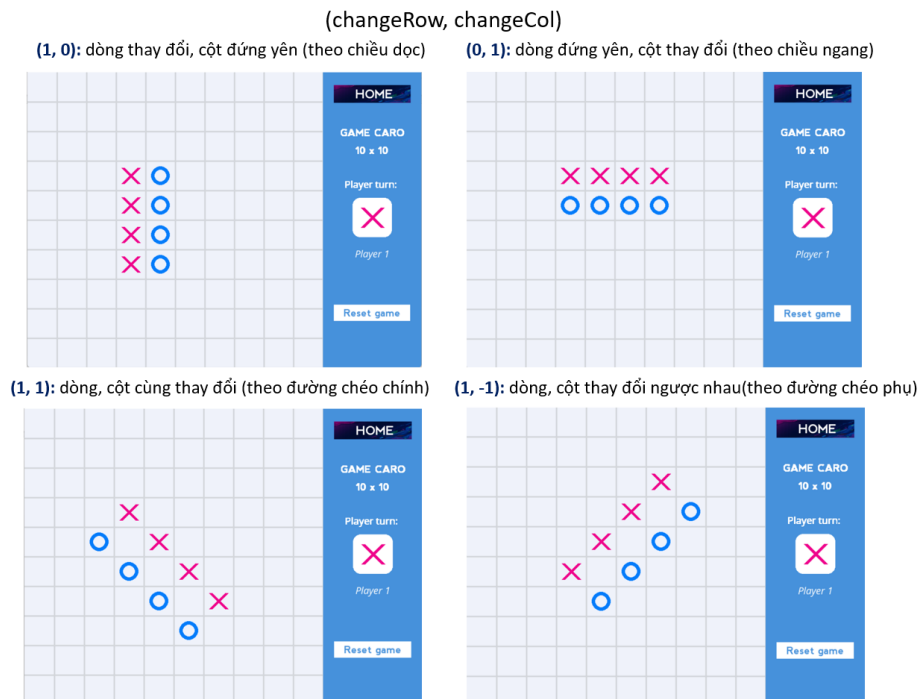 (changeRow, changeCol)
(1, 0): dòng thay đổi, cột đứng yên (theo chiều dọc)
HOME
GAME CARO
10 x 10
Player turn:
Player 1
Reset game
(0, 1): dòng đứng yên, cột thay đổi (theo chiều ngang)
HOME
GAME CARO
10 x 10
Player turn:
Player 1
Reset game
(1, 1): dòng, cột cùng thay đổi (theo đường chéo chính)
HOME
GAME CARO
10 x 10
Player turn:
Player 1
Reset game
(1, -1): dòng, cột thay đổi ngược nhau(theo đường chéo phụ)
HOME
GAME CARO
10 x 10
Player turn:
Player 1
Reset game